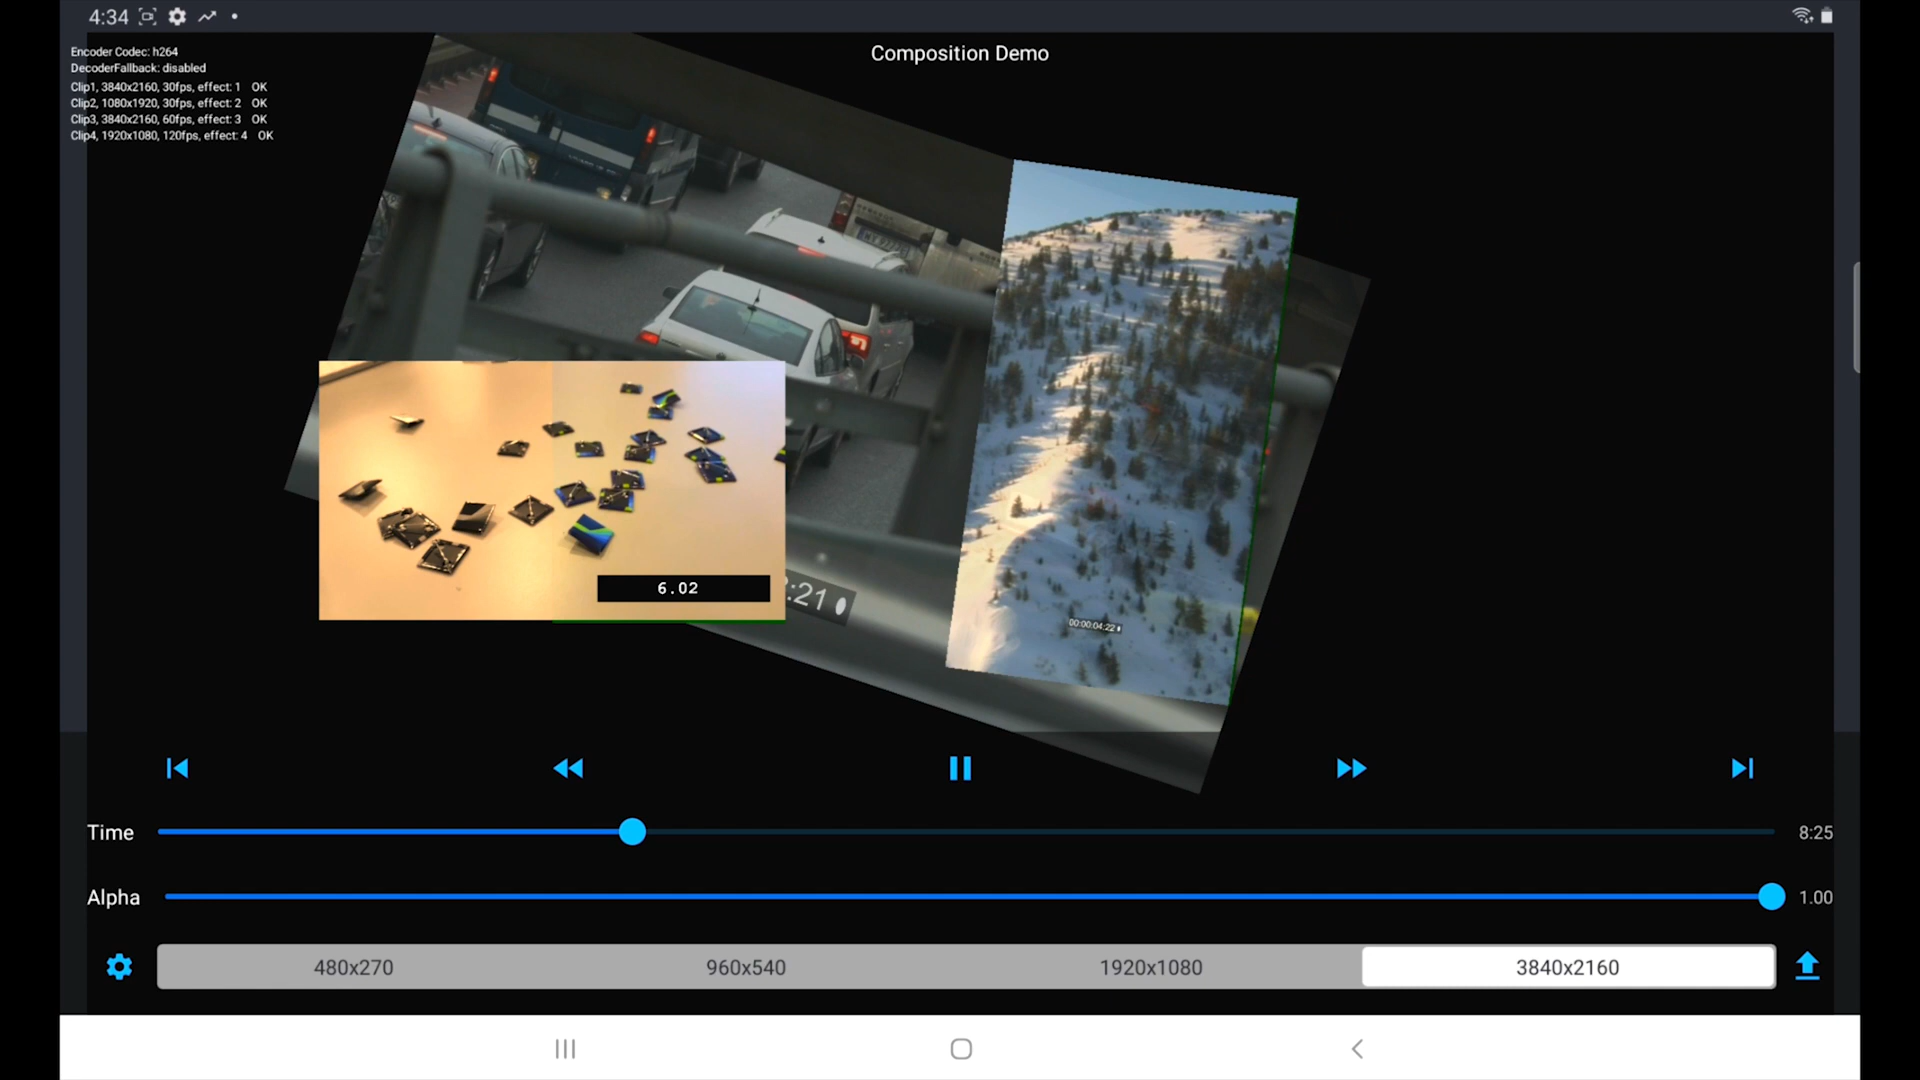 4:34
Composition Demo
Encoder Codec: h264
DecoderFallback: disabled
Clip1, 3840x2160, 30fps, effect: 1 OK
Clip2, 1080x1920, 30fps, effect: 2 OK
Clip3, 3840x2160, 60fps, effect: 3 OK
Clip4, 1920x1080, 120fps, effect: 4 OK
6.02
:21
00:00:04:22
Time
8:25
Alpha
1.00
480x270
960x540
1920x1080
3840x2160